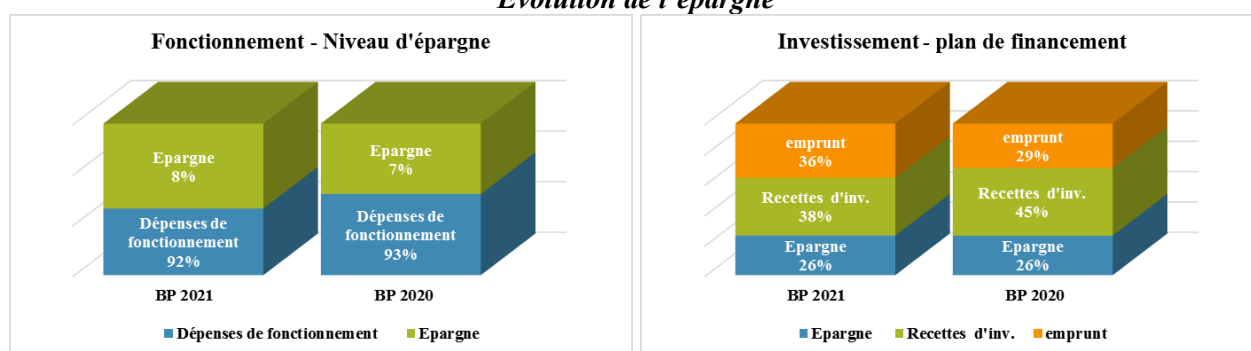 Evolution de l'épargne
Fonctionnement - Niveau d'épargne
Epargne
8%
Epargne
7%
Dépenses de
fonctionnement
92%
Dépenses de
fonctionnement
93%
BP 2021
BP 2020
Dépenses de fonctionnement
Epargne
Investissement - plan de financement
emprunt
36%
emprunt
29%
Recettes d'inv.
38%
Recettes d'inv.
45%
Epargne
26%
Epargne
26%
BP 2021
BP 2020
Epargne
Recettes d'inv.
emprunt